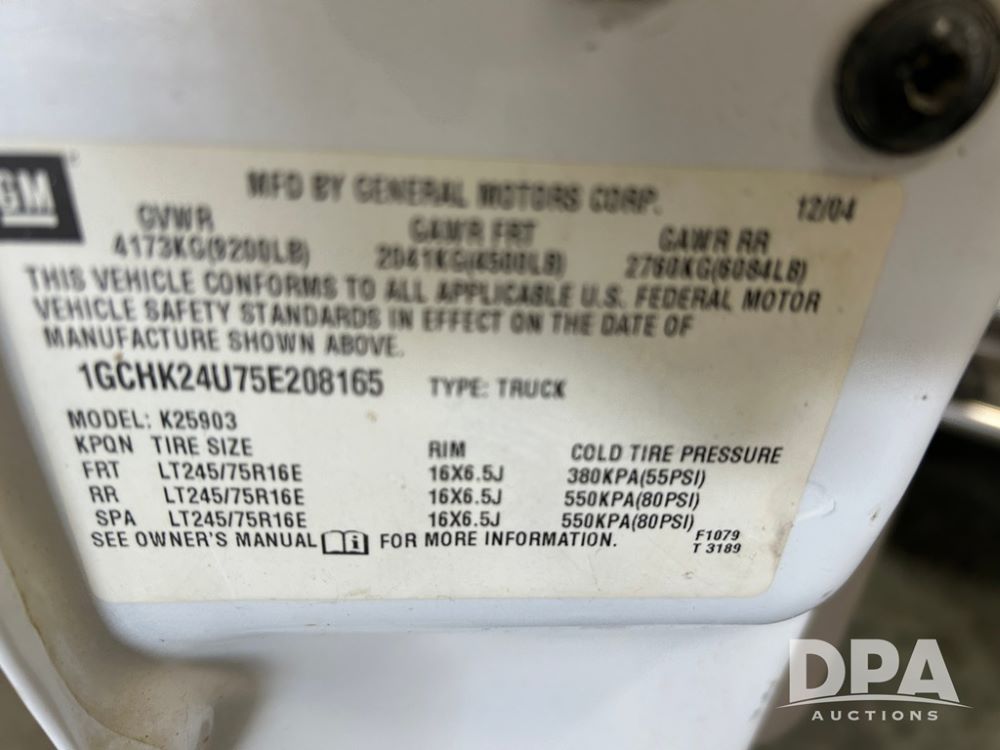 GM
MFD BY GENERAL MOTORS CORP. 12/04
GVWR GAWR FRT GAWR RR
4173KG(9200LB) 2041KG(4500LB) 2760KG(6084LB)
THIS VEHICLE CONFORMS TO ALL APPLICABLE U.S. FEDERAL MOTOR
VEHICLE SAFETY STANDARDS IN EFFECT ON THE DATE OF
MANUFACTURE SHOWN ABOVE.
1GCHK24U75E208165 TYPE: TRUCK
MODEL: K25903
KPQN TIRE SIZE RIM COLD TIRE PRESSURE
FRT LT245/75R16E 16X6.5J 380KPA(55PSI)
RR LT245/75R16E 16X6.5J 550KPA(80PSI)
SPA LT245/75R16E 16X6.5J 550KPA(80PSI)
SEE OWNER'S MANUAL FOR MORE INFORMATION. F1079
T 3189
DPA
AUCTIONS